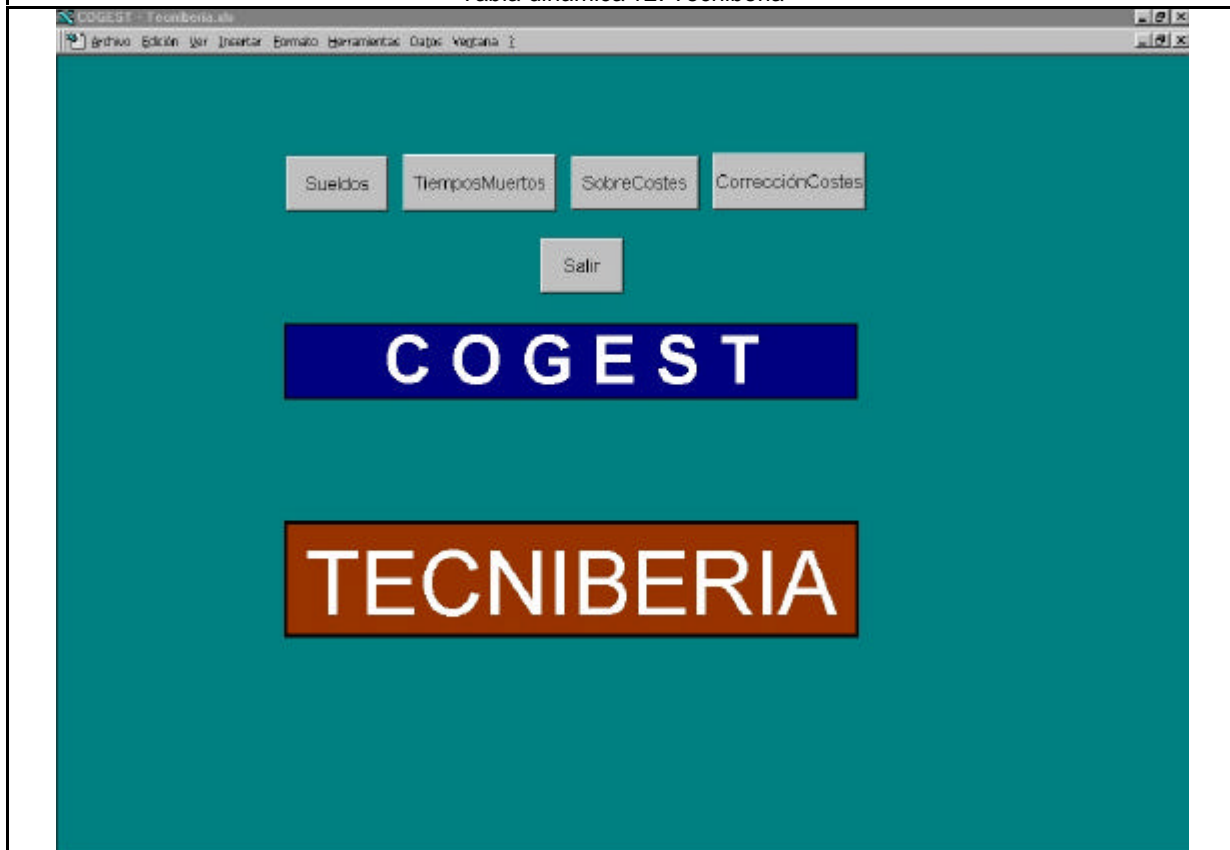 Tabla dinámica 12: Tecniberia
COGEST - Tecniberia.xls
Archivo Edición Ver Insertar Formato Herramientas Datos Ventana ?
Sueldos TiemposMuertos SobreCostes CorrecciónCostes
Salir
COGEST
TECNIBERIA